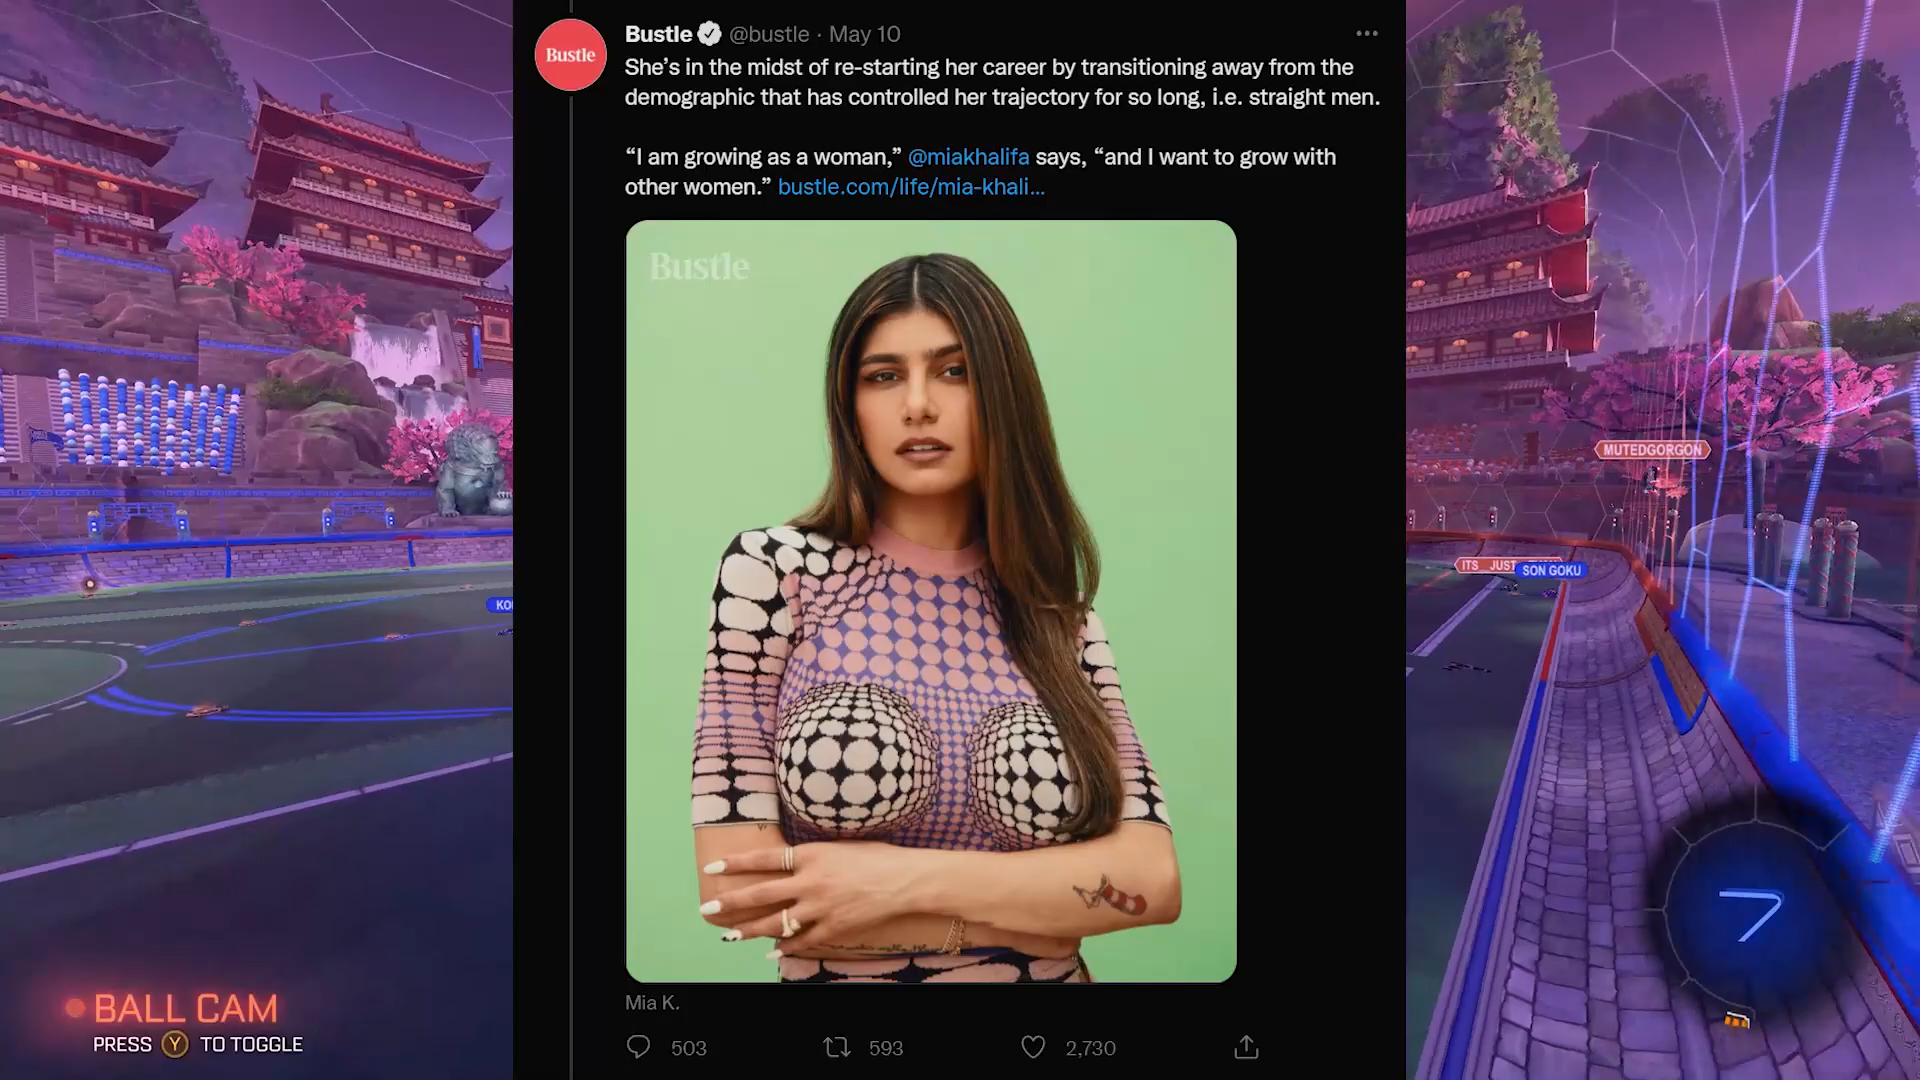 Bustle @bustle · May 10
Bustle
She’s in the midst of re-starting her career by transitioning away from the
demographic that has controlled her trajectory for so long, i.e. straight men.
“I am growing as a woman,” @miakhalifa says, “and I want to grow with
other women.” bustle.com/life/mia-khali...
Bustle
MUTEDGORGON
ITS_JUST
SON GOKU
KO
7
BALL CAM
PRESS Y TO TOGGLE
Mia K.
503 593 2,730